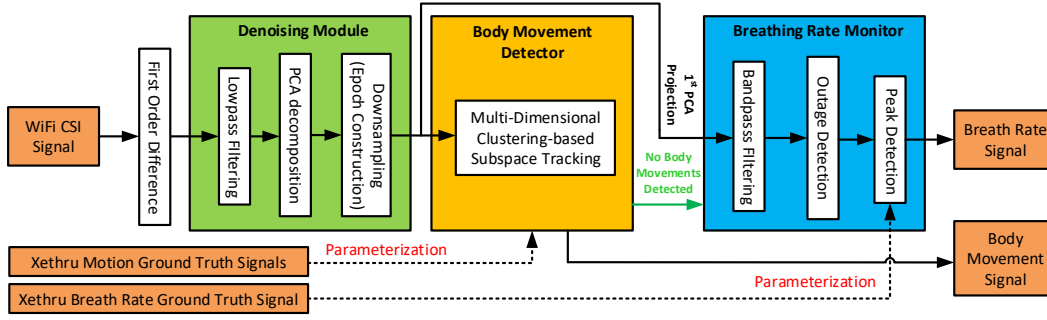 WiFi CSI
Signal
First Order Difference
Denoising Module
Lowpass FIltering
PCA decomposition
Downsampling
(Epoch Construction)
Body Movement
Detector
Multi-Dimensional
Clustering-based
Subspace Tracking
1st PCA
Projection
No Body
Movements
Detected
Breathing Rate Monitor
Bandpasss FIltering
Outage Detection
Peak Detection
Breath Rate
Signal
Body
Movement
Signal
Xethru Motion Ground Truth Signals
Parameterization
Xethru Breath Rate Ground Truth Signal
Parameterization